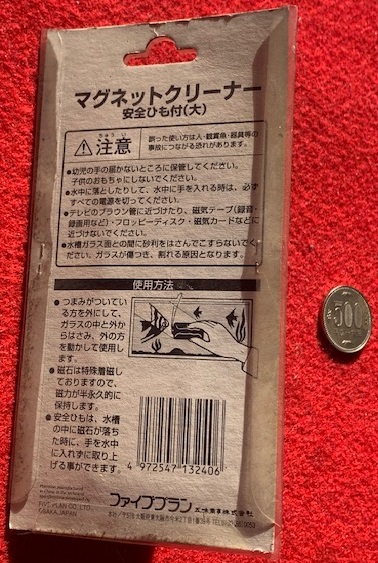 マグネットクリーナー
安全ひも付(大)
ちゅうい
注意
誤った使い方は人・観賞魚・器具等の
事故につながる恐れがあります。
●幼児の手の届かないところに保管してください。
子供のおもちゃにしないでください。
●水中に落としたりして、水中に手を入れる時は、必ず
すべての電源を切ってください。
●テレビのブラウン管に近づけたり、磁気テープ(録音・
録画用など)・フロッピーディスク・磁気カードなどに
近づけないでください。
●水槽ガラス面との間に砂利をはさんでこすらないでく
ださい。ガラスが傷つき、割れる原因となります。
使用方法
●つまみがついてい
る方を外にして、
ガラスの中と外か
らはさみ、外の方
を動かして使用し
ます。
●磁石は特殊着磁し
ておりますので、
磁力が半永久的に
保持します。
●安全ひもは、水槽
の中に磁石が落ち
た時に、手を水中
に入れずに取り上
げる事ができます。
4 972547 132406
FIVE PLAN CO., LTD.
OSAKA, JAPAN
ファイブプラン 五味商事株式会社
500